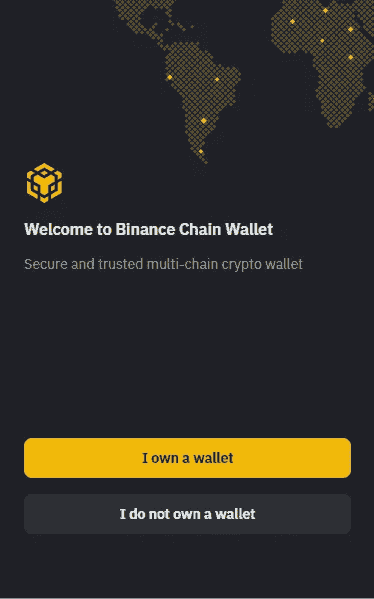 Welcome to Binance Chain Wallet
Secure and trusted multi-chain crypto wallet
I own a wallet
I do not own a wallet